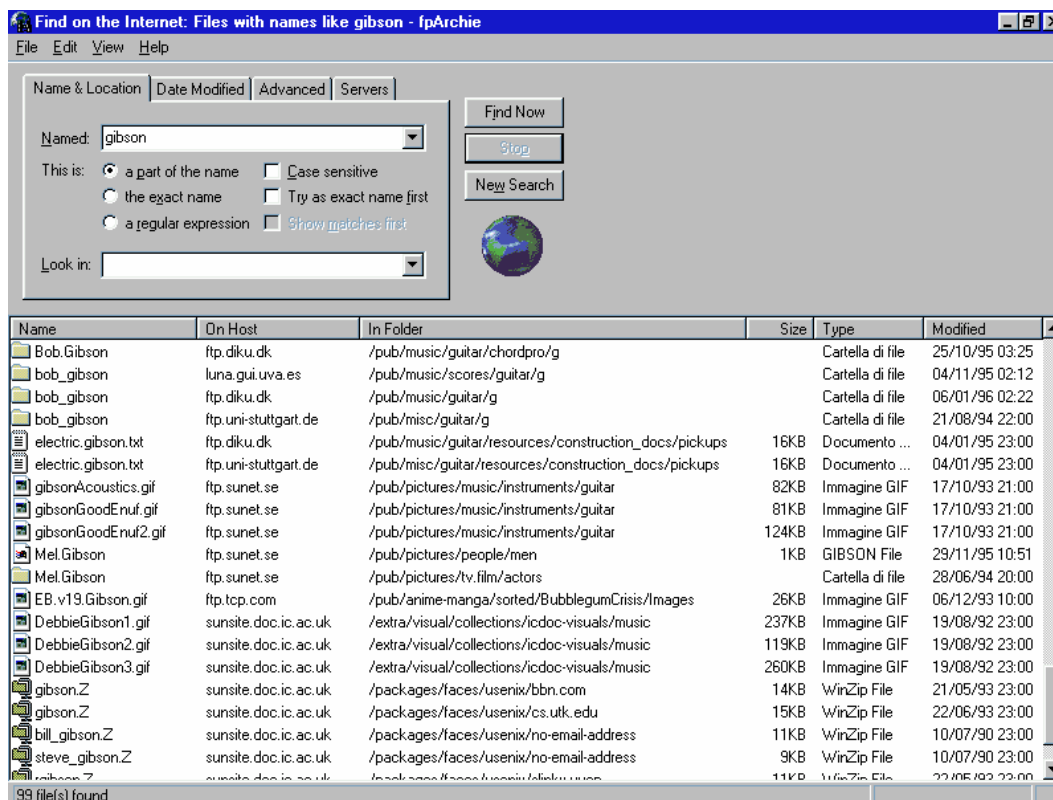 Find on the Internet: Files with names like gibson - fpArchie
File Edit View Help
Name & Location Date Modified Advanced Servers
Find Now
Named: gibson
Stop
This is: a part of the name Case sensitive
New Search
the exact name Try as exact name first
a regular expression Show matches first
Look in:
Name On Host In Folder Size Type Modified
Bob.Gibson ftp.diku.dk /pub/music/guitar/chordpro/g Cartella di file 25/10/95 03:25
bob_gibson luna.gui.uva.es /pub/music/scores/guitar/g Cartella di file 04/11/95 02:12
bob_gibson ftp.diku.dk /pub/music/guitar/g Cartella di file 06/01/96 02:22
bob_gibson ftp.uni-stuttgart.de /pub/misc/guitar/g Cartella di file 21/08/94 22:00
electric.gibson.txt ftp.diku.dk /pub/music/guitar/resources/construction_docs/pickups 16KB Documento ... 04/01/95 23:00
electric.gibson.txt ftp.uni-stuttgart.de /pub/misc/guitar/resources/construction_docs/pickups 16KB Documento ... 04/01/95 23:00
gibsonAcoustics.gif ftp.sunet.se /pub/pictures/music/instruments/guitar 82KB Immagine GIF 17/10/93 21:00
gibsonGoodEnuf.gif ftp.sunet.se /pub/pictures/music/instruments/guitar 81KB Immagine GIF 17/10/93 21:00
gibsonGoodEnuf2.gif ftp.sunet.se /pub/pictures/music/instruments/guitar 124KB Immagine GIF 17/10/93 21:00
Mel.Gibson ftp.sunet.se /pub/pictures/people/men 1KB GIBSON File 29/11/95 10:51
Mel.Gibson ftp.sunet.se /pub/pictures/tv.film/actors Cartella di file 28/06/94 20:00
EB.v19.Gibson.gif ftp.tcp.com /pub/anime-manga/sorted/BubblegumCrisis/Images 26KB Immagine GIF 06/12/93 10:00
DebbieGibson1.gif sunsite.doc.ic.ac.uk /extra/visual/collections/icdoc-visuals/music 237KB Immagine GIF 19/08/92 23:00
DebbieGibson2.gif sunsite.doc.ic.ac.uk /extra/visual/collections/icdoc-visuals/music 119KB Immagine GIF 19/08/92 23:00
DebbieGibson3.gif sunsite.doc.ic.ac.uk /extra/visual/collections/icdoc-visuals/music 260KB Immagine GIF 19/08/92 23:00
gibson.Z sunsite.doc.ic.ac.uk /packages/faces/usenix/bbn.com 14KB WinZip File 21/05/93 23:00
gibson.Z sunsite.doc.ic.ac.uk /packages/faces/usenix/cs.utk.edu 15KB WinZip File 22/06/93 23:00
bill_gibson.Z sunsite.doc.ic.ac.uk /packages/faces/usenix/no-email-address 11KB WinZip File 10/07/90 23:00
steve_gibson.Z sunsite.doc.ic.ac.uk /packages/faces/usenix/no-email-address 9KB WinZip File 10/07/90 23:00
sunsite.doc.ic.ac.uk 11KB WinZip File 22/05/93 23:00
99 file(s) found